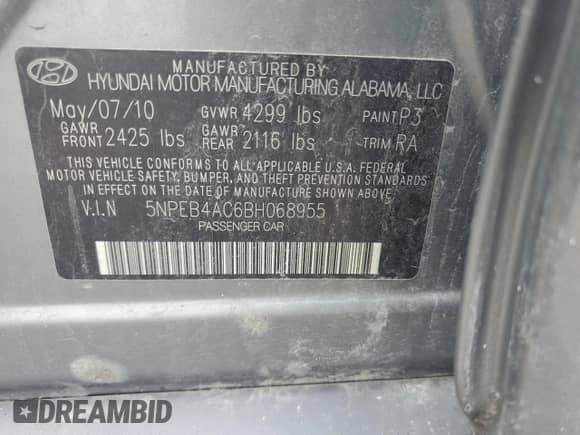 MANUFACTURED BY
HYUNDAI MOTOR MANUFACTURING ALABAMA, LLC
May/07/10 GVWR 4299 lbs PAINT P3
GAWR FRONT 2425 lbs GAWR REAR 2116 lbs TRIM RA
THIS VEHICLE CONFORMS TO ALL APPLICABLE U.S.A. FEDERAL
MOTOR VEHICLE SAFETY, BUMPER, AND THEFT PREVENTION STANDARDS
IN EFFECT ON THE DATE OF MANUFACTURE SHOWN ABOVE
V.I.N 5NPEB4AC6BH068955
PASSENGER CAR
DREAMBID